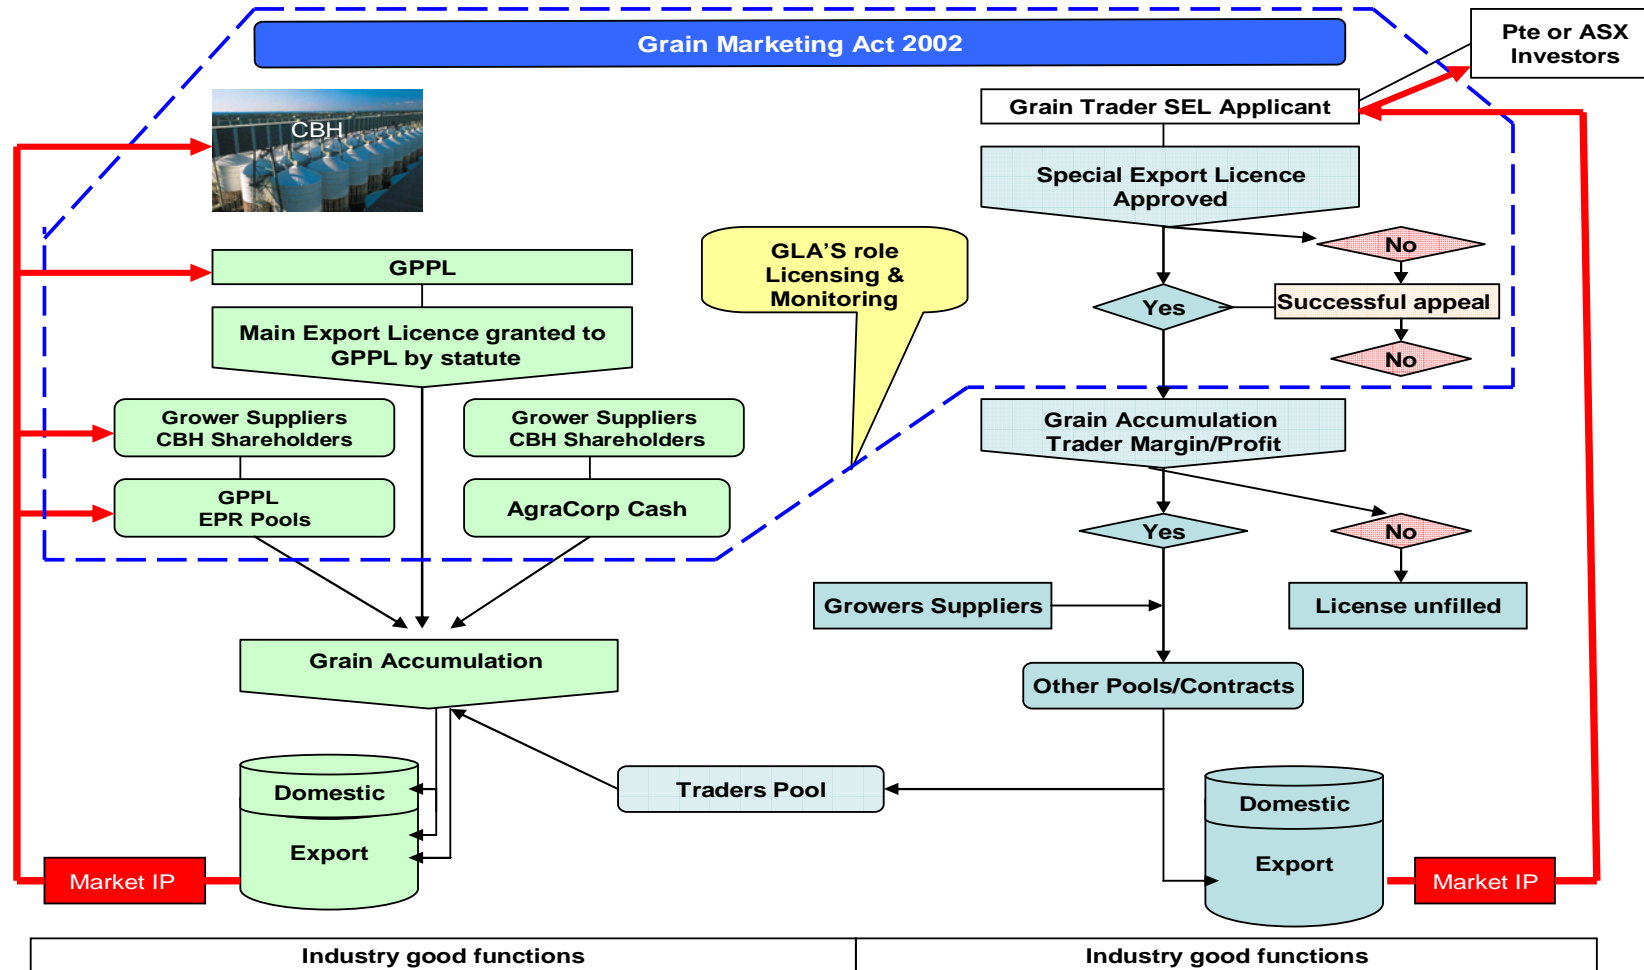 Grain Marketing Act 2002
Pte or ASX
Investors
CBH
Grain Trader SEL Applicant
Special Export Licence
Approved
No
GPPL
GLA'S role
Licensing &
Monitoring
Yes
Successful appeal
No
Main Export Licence granted to
GPPL by statute
Grower Suppliers
CBH Shareholders
Grower Suppliers
CBH Shareholders
Grain Accumulation
Trader Margin/Profit
GPPL
EPR Pools
AgraCorp Cash
Yes
No
Growers Suppliers
License unfilled
Grain Accumulation
Other Pools/Contracts
Domestic
Export
Traders Pool
Domestic
Export
Market IP
Market IP
Industry good functions
Industry good functions